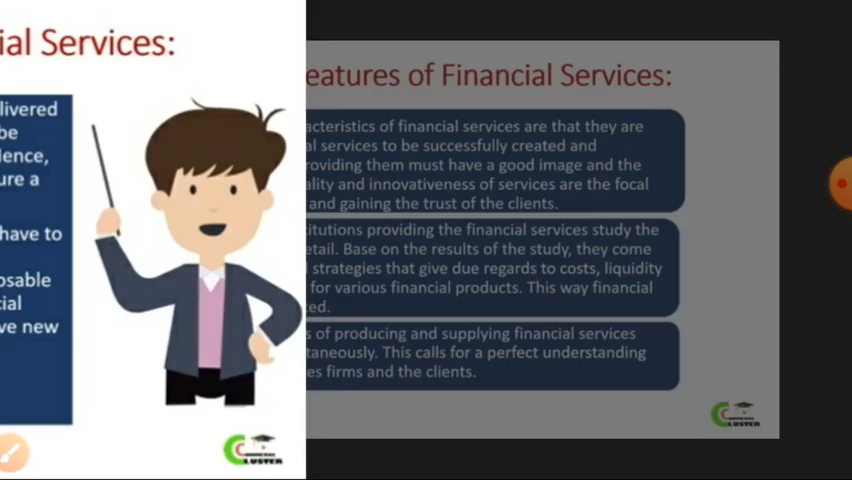 ial Services:
livered
be
lence,
ure a
have to
osable
cial
ve new
eatures of Financial Services:
acteristics of financial services are that they are
al services to be successfully created and
roviding them must have a good image and the
ality and innovativeness of services are the focal
and gaining the trust of the clients.
titutions providing the financial services study the
etail. Base on the results of the study, they come
strategies that give due regards to costs, liquidity
for various financial products. This way financial
ted.
s of producing and supplying financial services
taneously. This calls for a perfect understanding
es firms and the clients.
LUSTER
LUSTER